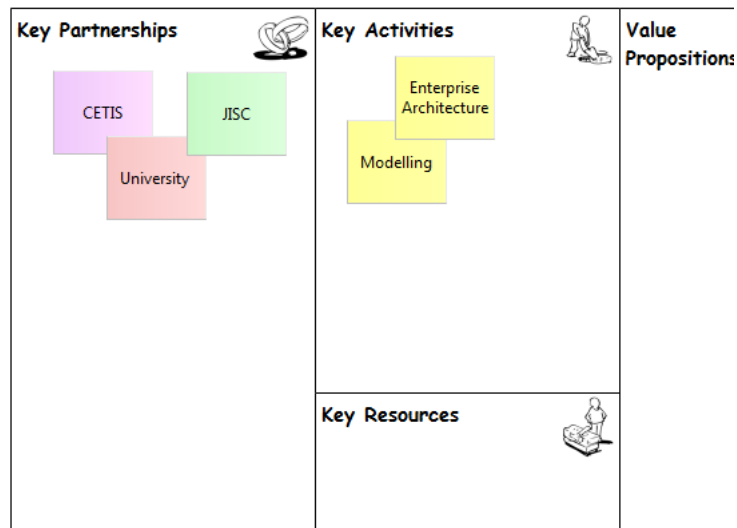 Key Partnerships
CETIS
JISC
University
Key Activities
Enterprise
Architecture
Modelling
Key Resources
Value
Propositions